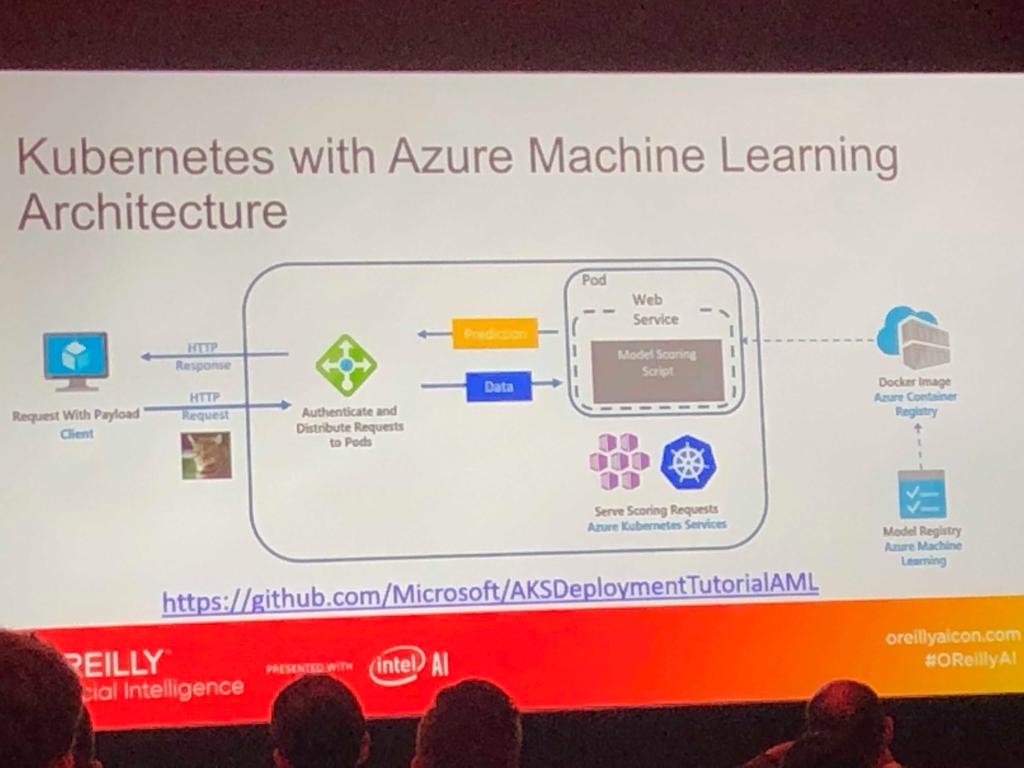 Kubernetes with Azure Machine Learning
Architecture
Pod
Web
Service
Model Scoring
Script
Prediction
Data
HTTP
Response
HTTP
Request
Request With Payload
Client
Authenticate and
Distribute Requests
to Pods
Serve Scoring Requests
Azure Kubernetes Services
Docker Image
Azure Container
Registry
Model Registry
Azure Machine
Learning
https://github.com/Microsoft/AKSDeploymentTutorialAML
REILLY
cial Intelligence
PRESENTED WITH
intel AI
oreillyaicon.com
#OReillyAI